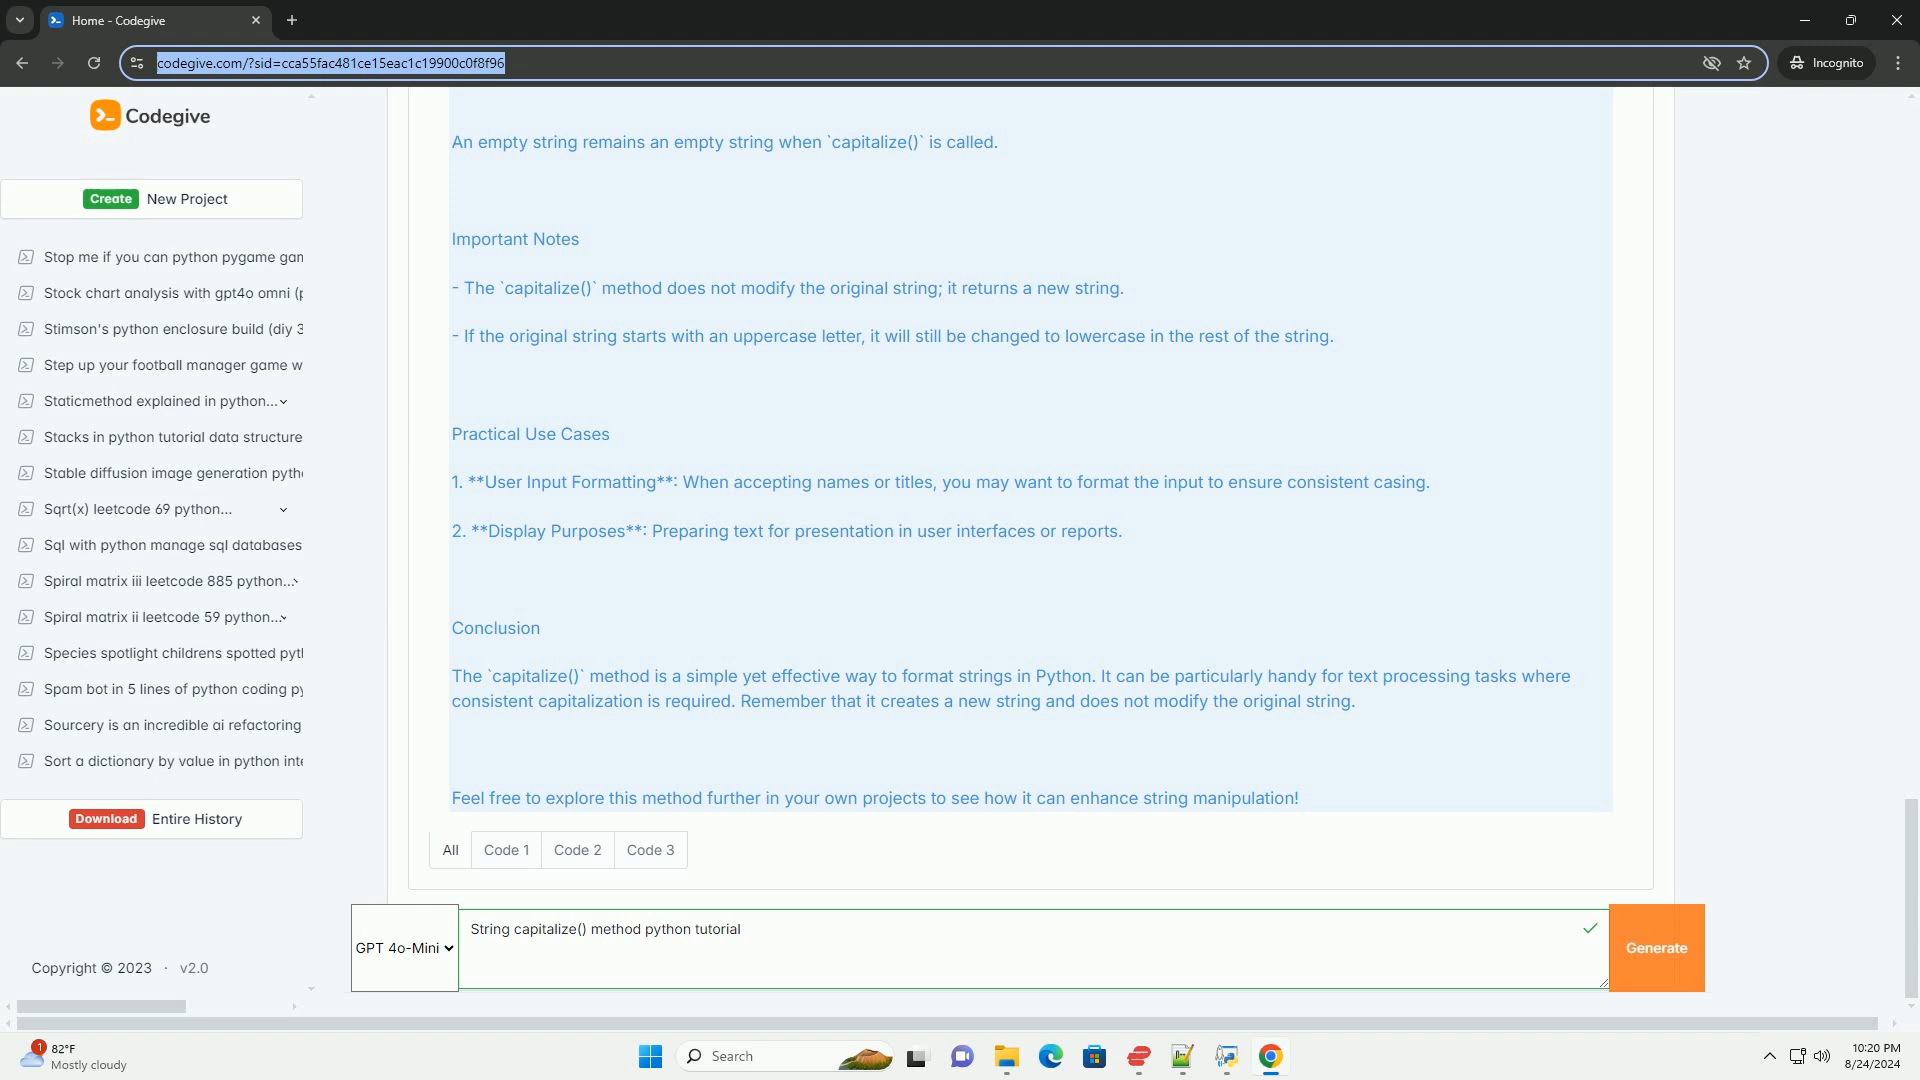 Home - Codegive
codegive.com/?sid=cca55fac481ce15eac1c19900c0f8f96
Incognito
Codegive
Create New Project
Stop me if you can python pygame gam
Stock chart analysis with gpt4o omni (p
Stimson's python enclosure build (diy 3
Step up your football manager game w
Staticmethod explained in python...
Stacks in python tutorial data structure
Stable diffusion image generation pyth
Sqrt(x) leetcode 69 python...
Sql with python manage sql databases
Spiral matrix iii leetcode 885 python...
Spiral matrix ii leetcode 59 python...
Species spotlight childrens spotted pyt
Spam bot in 5 lines of python coding py
Sourcery is an incredible ai refactoring
Sort a dictionary by value in python int
Download Entire History
Copyright © 2023 · v2.0
An empty string remains an empty string when `capitalize()` is called.
Important Notes
- The `capitalize()` method does not modify the original string; it returns a new string.
- If the original string starts with an uppercase letter, it will still be changed to lowercase in the rest of the string.
Practical Use Cases
1. **User Input Formatting**: When accepting names or titles, you may want to format the input to ensure consistent casing.
2. **Display Purposes**: Preparing text for presentation in user interfaces or reports.
Conclusion
The `capitalize()` method is a simple yet effective way to format strings in Python. It can be particularly handy for text processing tasks where
consistent capitalization is required. Remember that it creates a new string and does not modify the original string.
Feel free to explore this method further in your own projects to see how it can enhance string manipulation!
All Code 1 Code 2 Code 3
GPT 4o-Mini
String capitalize() method python tutorial
Generate
1
82°F
Mostly cloudy
Search
10:20 PM
8/24/2024